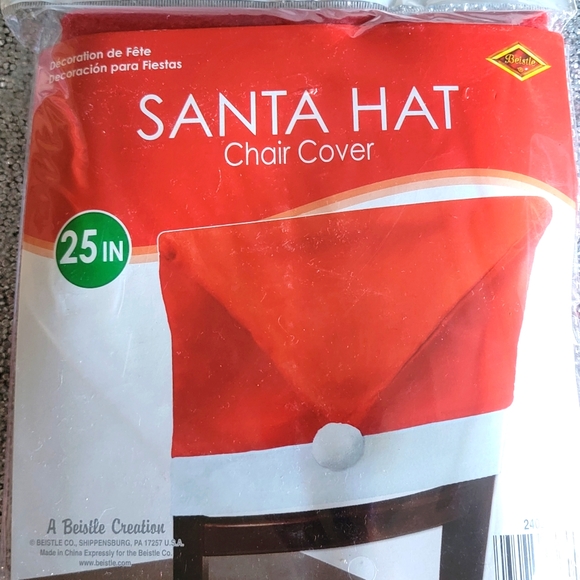 Décoration de Fête
Decoración para Fiestas
Beistle
SANTA HAT
Chair Cover
25 IN
A Beistle Creation
© BEISTLE CO., SHIPPENSBURG, PA 17257 U.S.A.
Made in China Expressly for the Beistle Co.
www.beistle.com